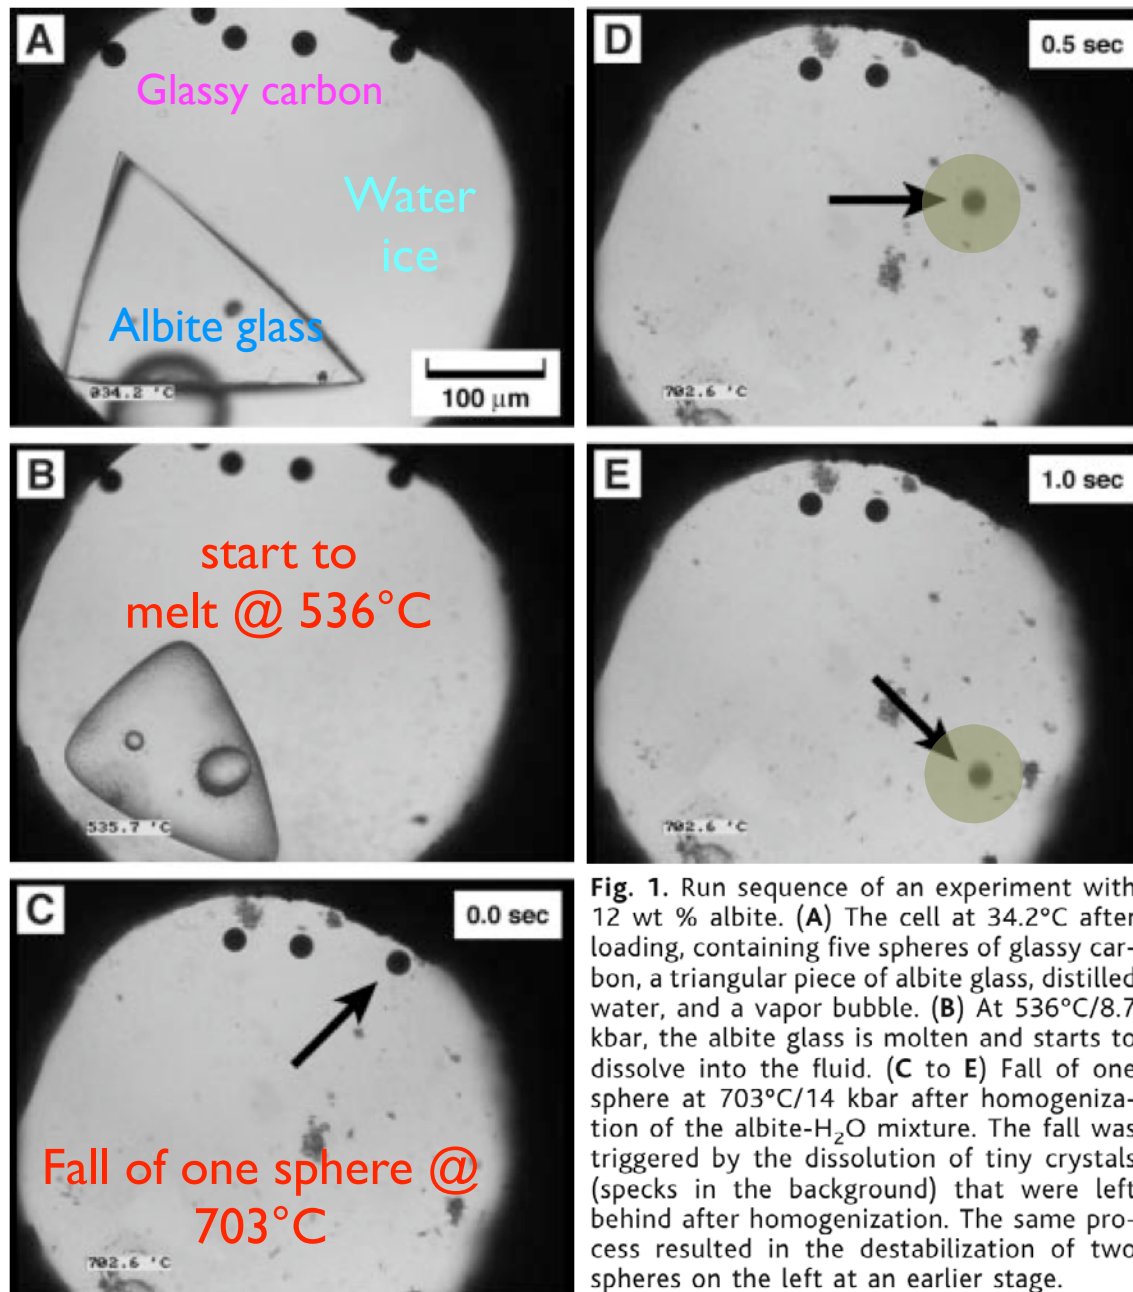 A
Glassy carbon
Water
ice
Albite glass
034.2 °C
100 µm
B
start to
melt @ 536°C
535.7 °C
C
0.0 sec
Fall of one sphere @
703°C
702.6 °C
D
0.5 sec
702.6 °C
E
1.0 sec
702.6 °C
Fig. 1. Run sequence of an experiment with
12 wt % albite. (A) The cell at 34.2°C after
loading, containing five spheres of glassy car-
bon, a triangular piece of albite glass, distilled
water, and a vapor bubble. (B) At 536°C/8.7
kbar, the albite glass is molten and starts to
dissolve into the fluid. (C to E) Fall of one
sphere at 703°C/14 kbar after homogeniza-
tion of the albite-H₂O mixture. The fall was
triggered by the dissolution of tiny crystals
(specks in the background) that were left
behind after homogenization. The same pro-
cess resulted in the destabilization of two
spheres on the left at an earlier stage.